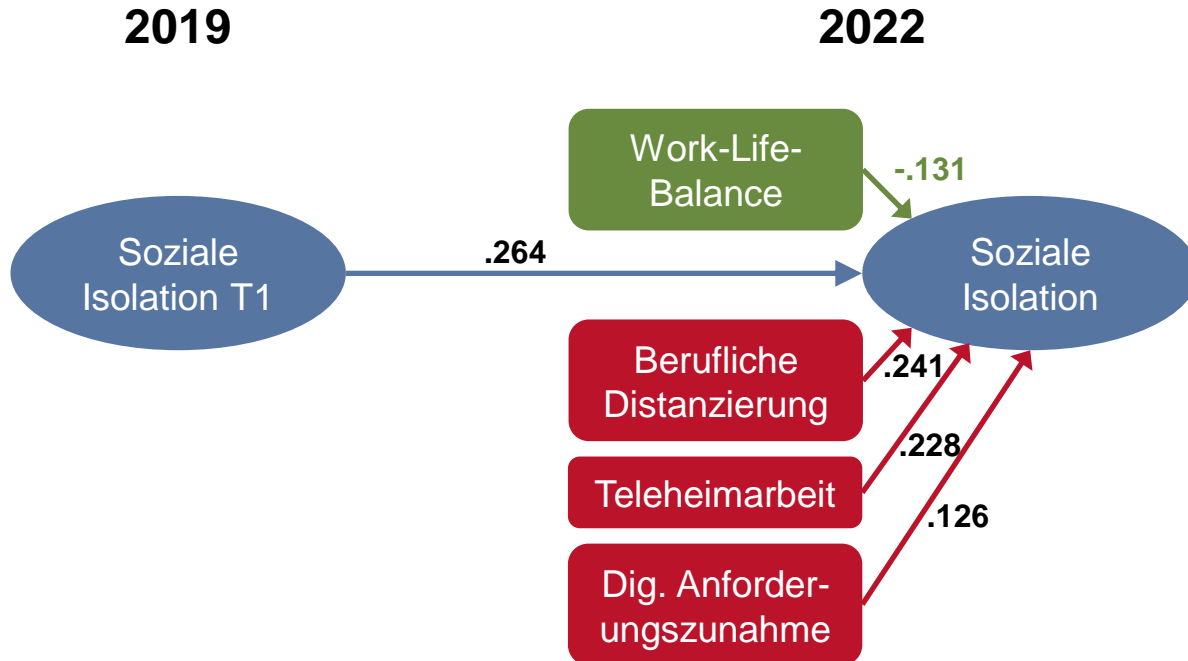 2019
2022
Work-Life-
Balance
-.131
Soziale
Isolation T1
.264
Soziale
Isolation
Berufliche
Distanzierung
.241
Teleheimarbeit
.228
Dig. Anforder-
ungszunahme
.126